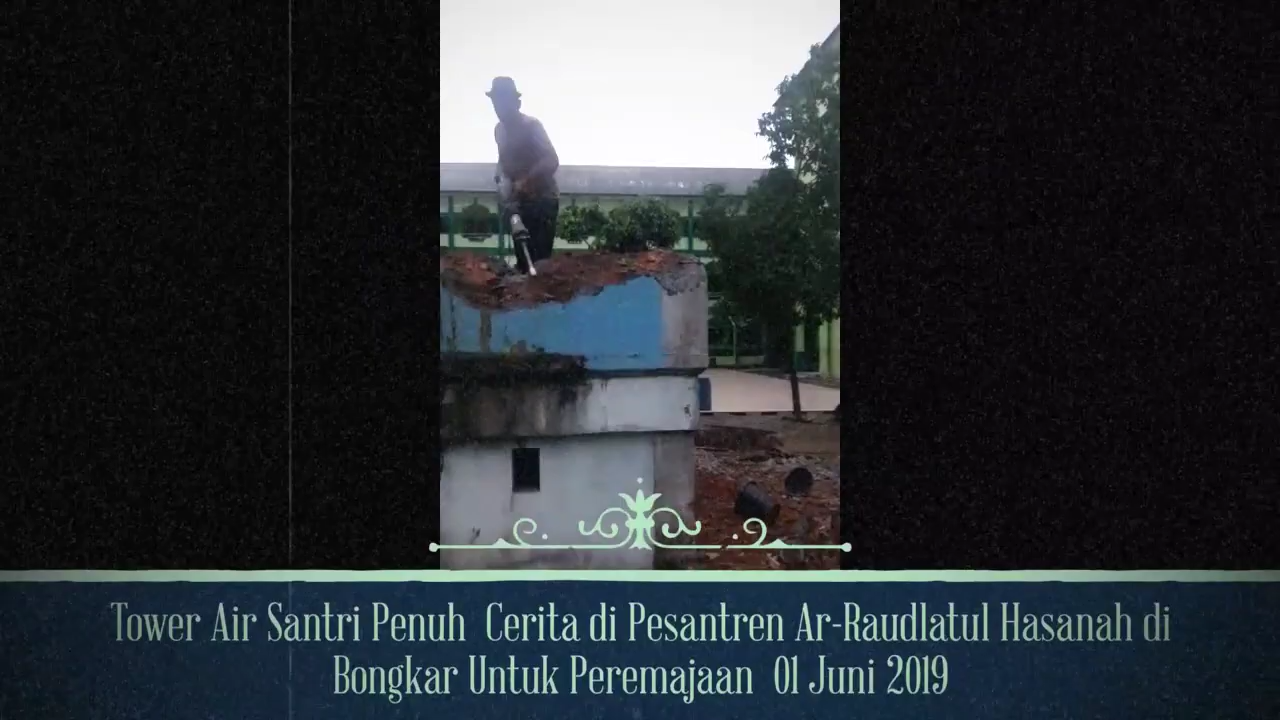 Tower Air Santri Penuh Cerita di Pesantren Ar-Raudlatul Hasanah di
Bongkar Untuk Peremajaan 01 Juni 2019